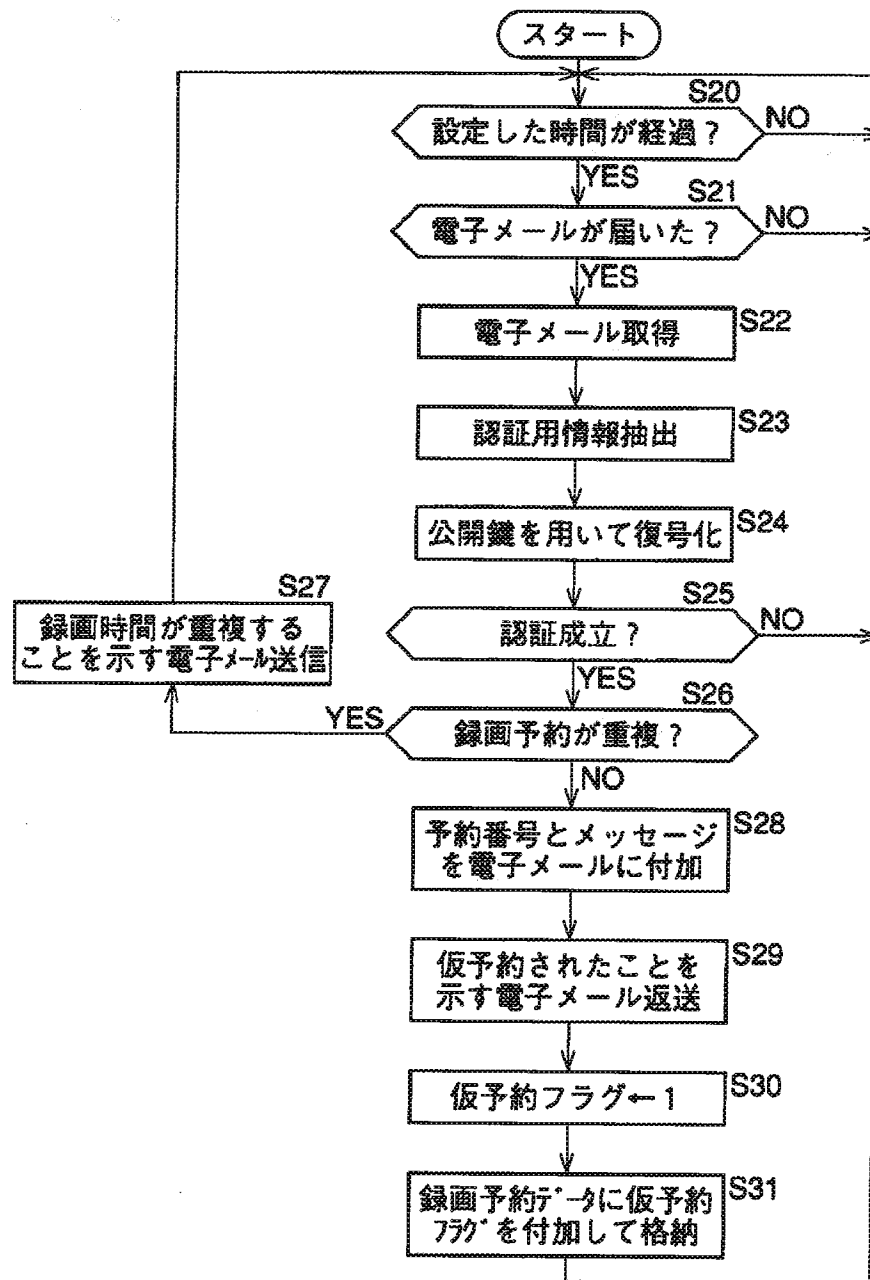 スタート
S20
設定した時間が経過?
NO
YES
S21
電子メールが届いた?
NO
YES
電子メール取得
S22
認証用情報抽出
S23
公開鍵を用いて復号化
S24
S27
録画時間が重複する
ことを示す電子メール送信
S25
認証成立?
NO
YES
S26
YES
録画予約が重複?
NO
予約番号とメッセージ
を電子メールに付加
S28
仮予約されたことを
示す電子メール返送
S29
仮予約フラグ←1
S30
録画予約データに仮予約
フラグを付加して格納
S31